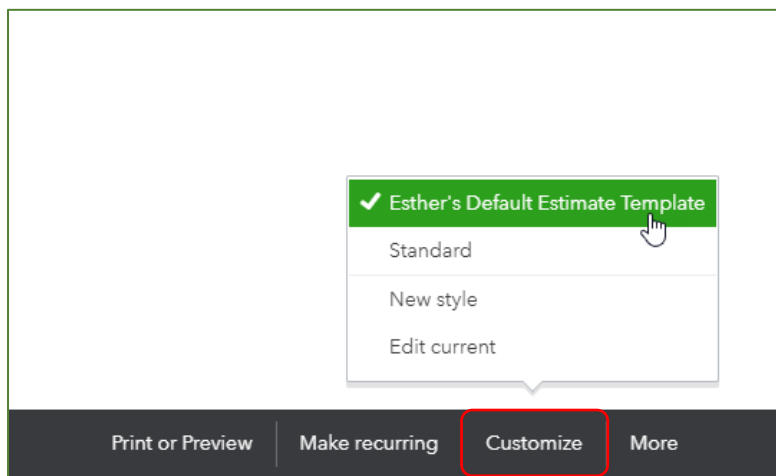 Esther's Default Estimate Template
Standard
New style
Edit current
Print or Preview
Make recurring
Customize
More